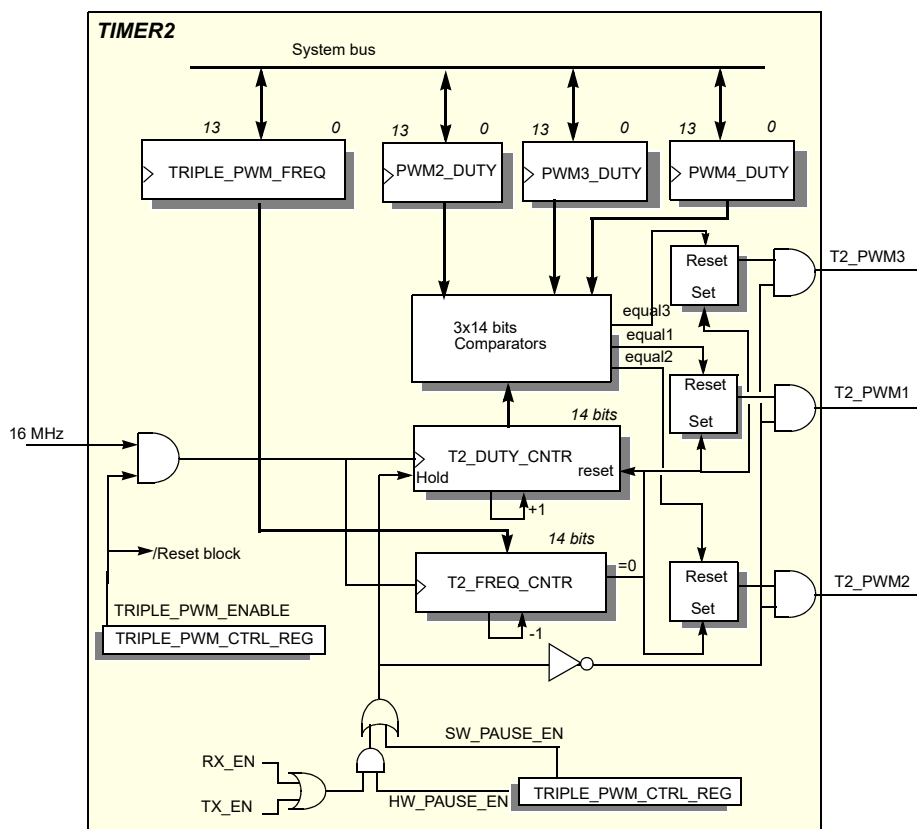 TIMER2
System bus
13 0 13 0 13 0 13 0
TRIPLE_PWM_FREQ
PWM2_DUTY
PWM3_DUTY
PWM4_DUTY
Reset
Set
T2_PWM3
3x14 bits
Comparators
equal3
equal1
equal2
Reset
Set
T2_PWM1
14 bits
16 MHz
T2_DUTY_CNTR
reset
Hold
+1
14 bits
/Reset block
T2_FREQ_CNTR
=0
Reset
Set
T2_PWM2
-1
TRIPLE_PWM_ENABLE
TRIPLE_PWM_CTRL_REG
SW_PAUSE_EN
RX_EN
TX_EN
HW_PAUSE_EN
TRIPLE_PWM_CTRL_REG